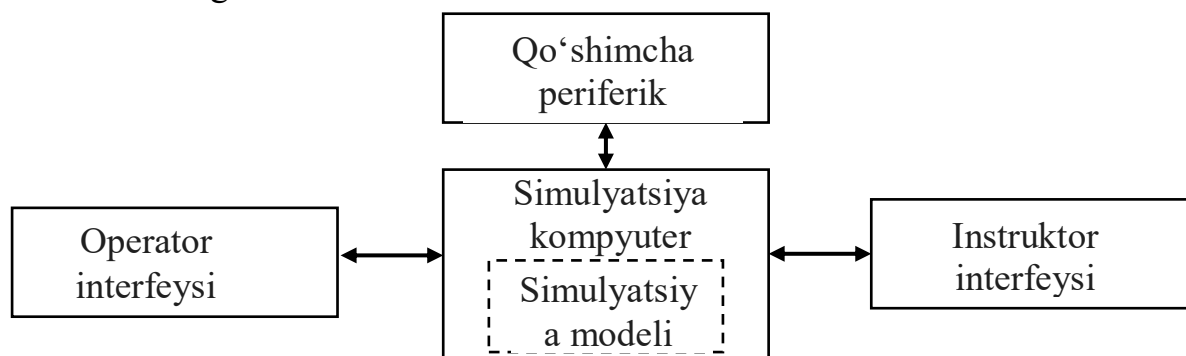 Qo‘shimcha
periferik
Simulyatsiya
kompyuter
Simulyatsiy
a modeli
Operator
interfeysi
Instruktor
interfeysi